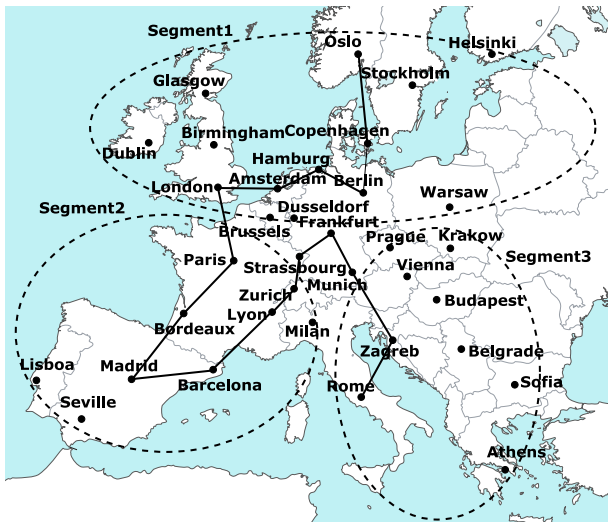 Segment1
Oslo
Helsinki
Glasgow
Stockholm
Birmingham
Copenhagen
Dublin
Hamburg
Amsterdam
Berlin
London
Warsaw
Segment2
Dusseldorf
Brussels
Frankfurt
Prague
Krakow
Paris
Strassbourg
Vienna
Segment3
Munich
Zurich
Budapest
Lyon
Bordeaux
Milan
Zagreb
Belgrade
Lisboa
Madrid
Barcelona
Rome
Sofia
Seville
Athens